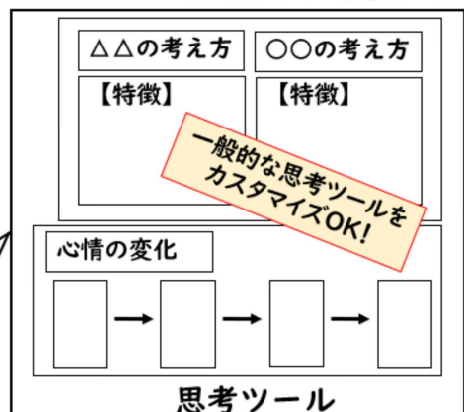 △△の考え方
○○の考え方
【特徴】
【特徴】
一般的な思考ツールを
カスタマイズOK!
心情の変化
思考ツール